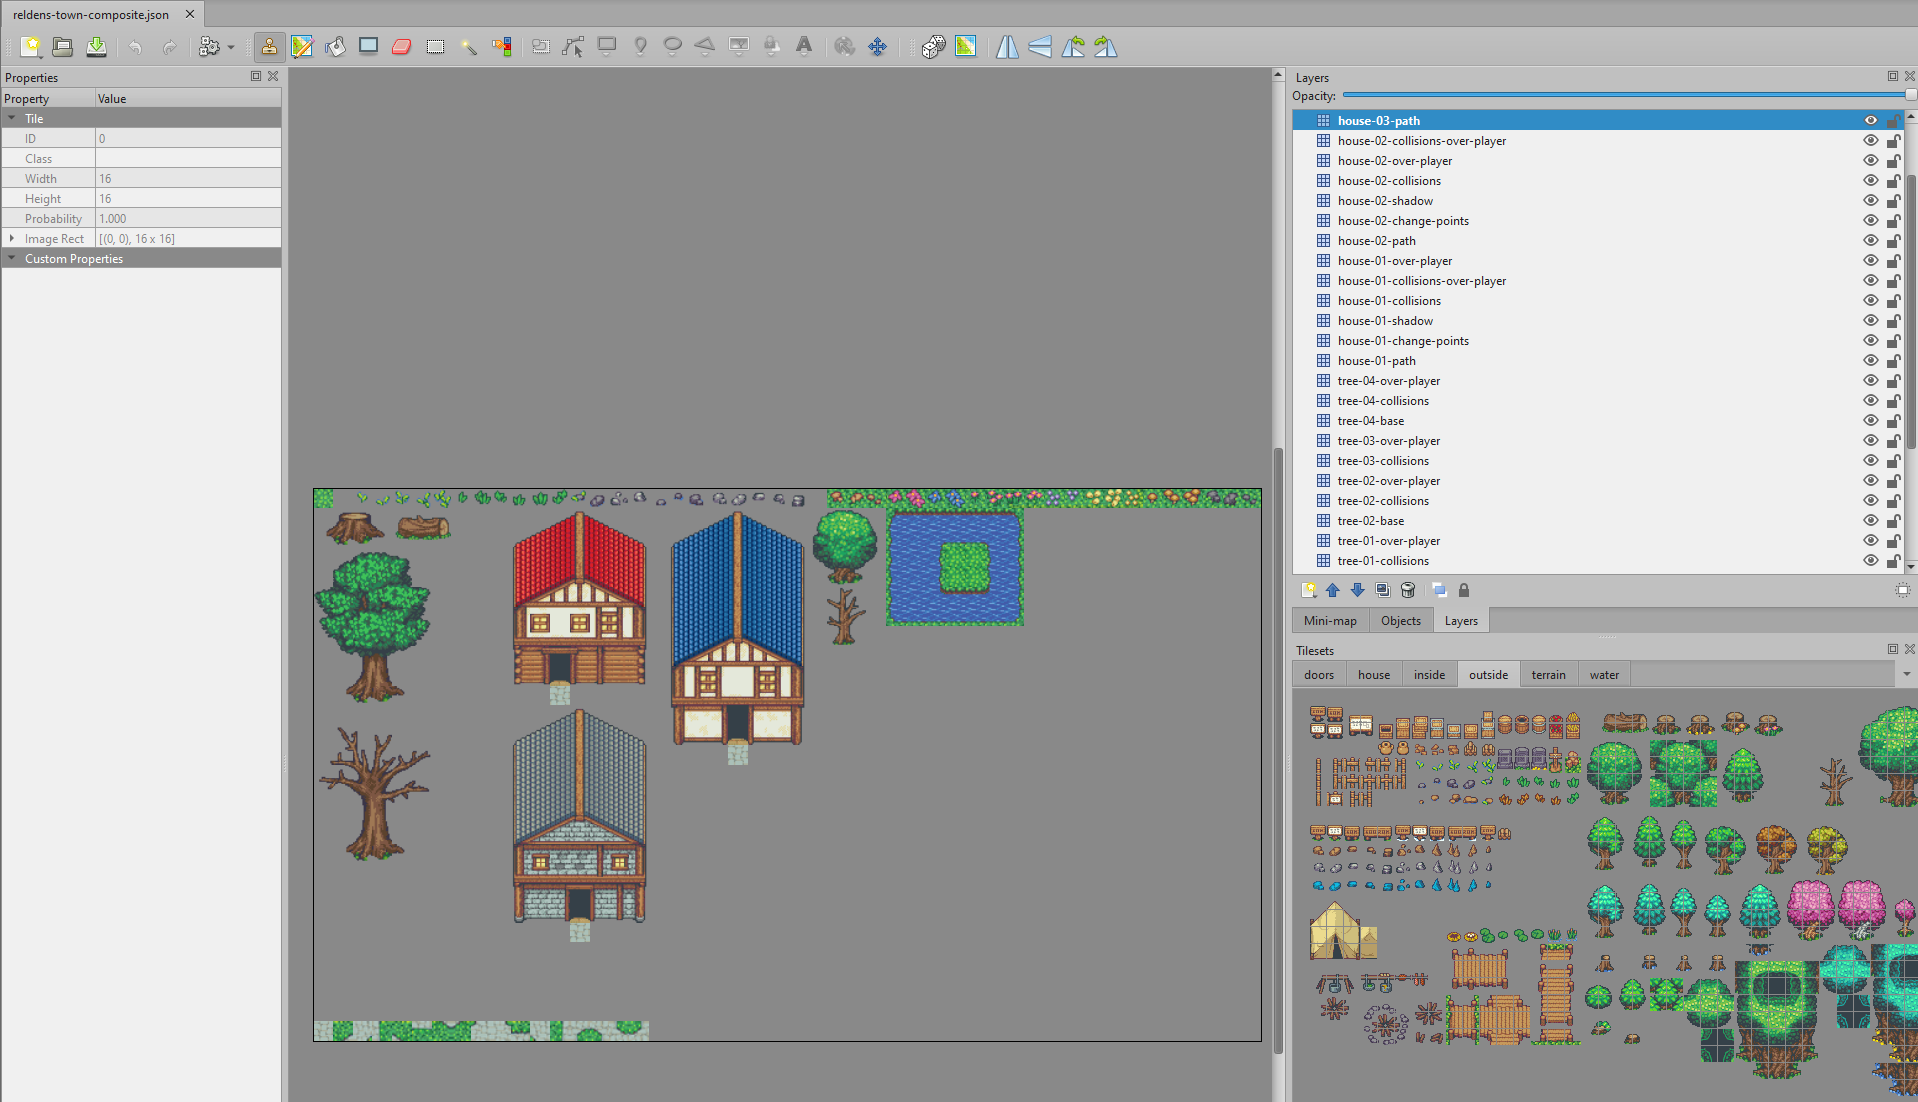 reldens-town-composite.json
Properties
Property Value
Tile
ID 0
Class
Width 16
Height 16
Probability 1.000
Image Rect [(0, 0), 16 x 16]
Custom Properties
Layers
Opacity:
house-03-path
house-02-collisions-over-player
house-02-over-player
house-02-collisions
house-02-shadow
house-02-change-points
house-02-path
house-01-over-player
house-01-collisions-over-player
house-01-collisions
house-01-shadow
house-01-change-points
house-01-path
tree-04-over-player
tree-04-collisions
tree-04-base
tree-03-over-player
tree-03-collisions
tree-02-over-player
tree-02-collisions
tree-02-base
tree-01-over-player
tree-01-collisions
Mini-map Objects Layers
Tilesets
doors house inside outside terrain water